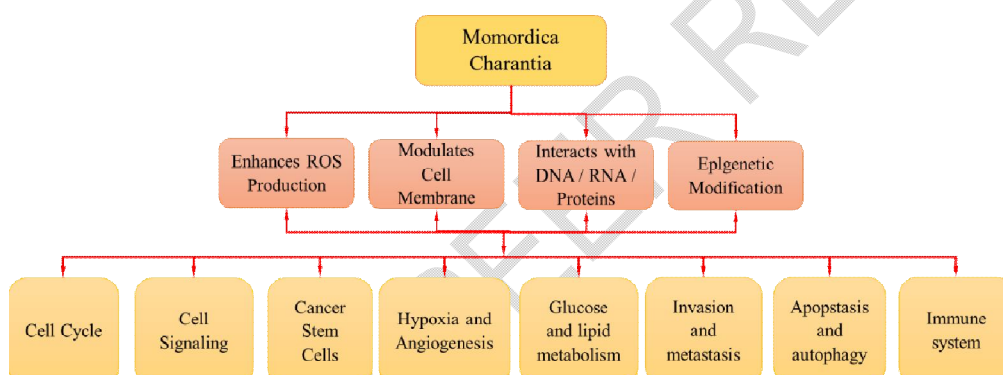 Momordica
Charantia
Enhances ROS
Production
Modulates
Cell
Membrane
Interacts with
DNA / RNA /
Proteins
Eplgenetic
Modification
Cell Cycle
Cell
Signaling
Cancer
Stem
Cells
Hypoxia and
Angiogenesis
Glucose
and lipid
metabolism
Invasion
and
metastasis
Apopstasis
and
autophagy
Immune
system